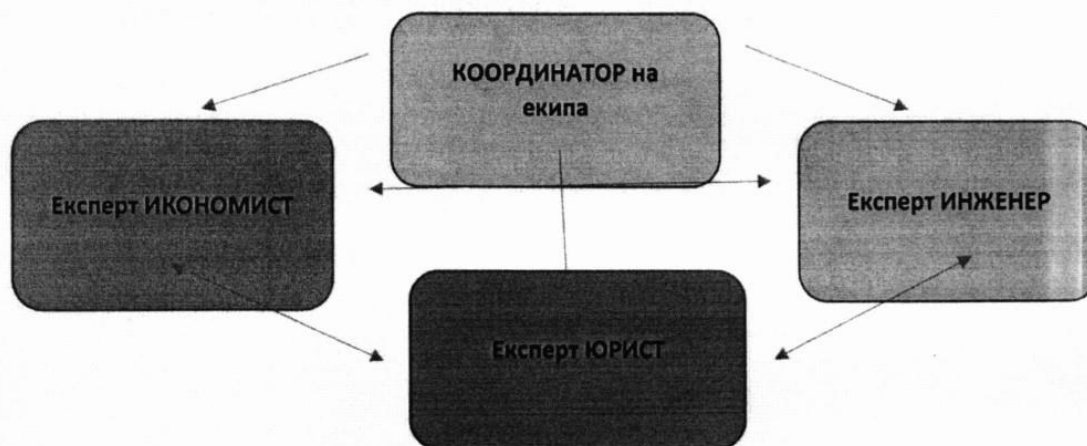 КООРДИНАТОР на
екипа
Експерт ИКОНОМИСТ
Експерт ИНЖЕНЕР
Експерт ЮРИСТ